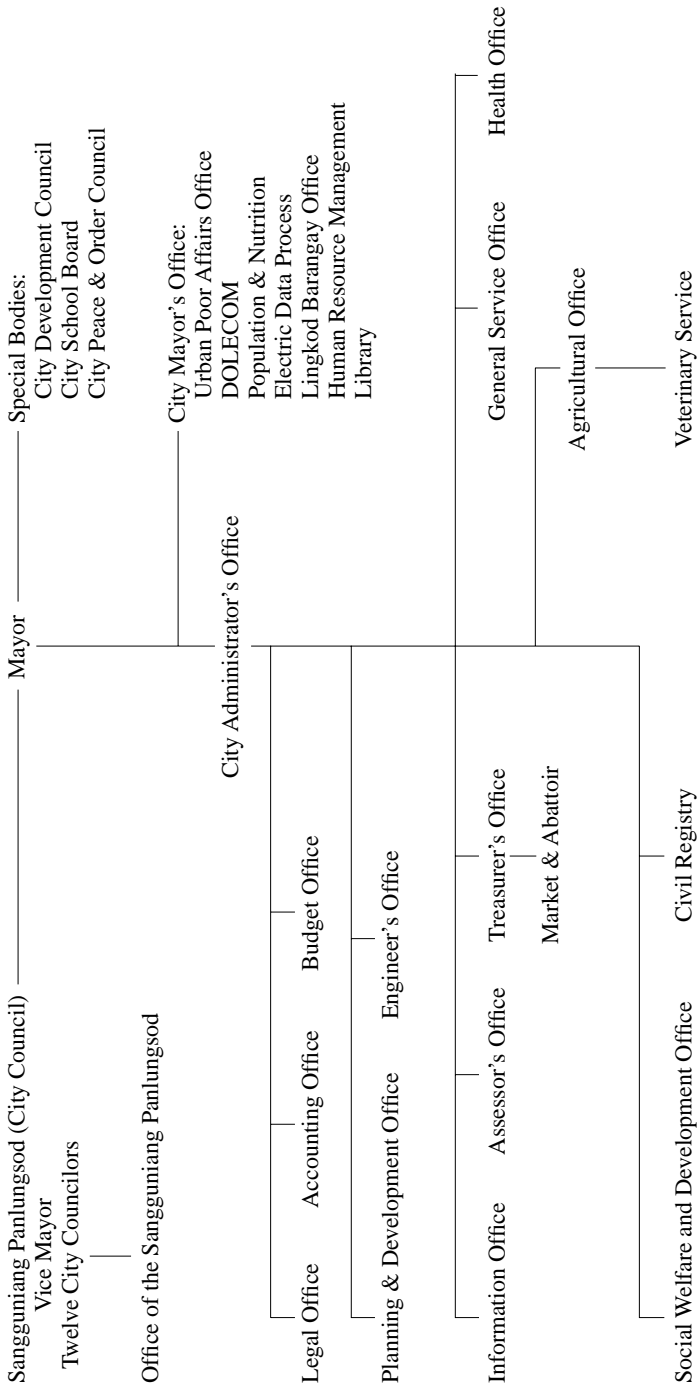 Sangguniang Panlungsod (City Council)
Vice Mayor
Twelve City Councilors
Office of the Sangguniang Panlungsod
Mayor
Special Bodies:
City Development Council
City School Board
City Peace & Order Council
City Mayor's Office:
Urban Poor Affairs Office
DOLECOM
Population & Nutrition
Electric Data Process
Lingkod Barangay Office
Human Resource Management
Library
City Administrator's Office
Legal Office
Accounting Office
Budget Office
Planning & Development Office
Engineer's Office
Information Office
Assessor's Office
Treasurer's Office
Market & Abattoir
General Service Office
Health Office
Agricultural Office
Veterinary Service
Social Welfare and Development Office
Civil Registry